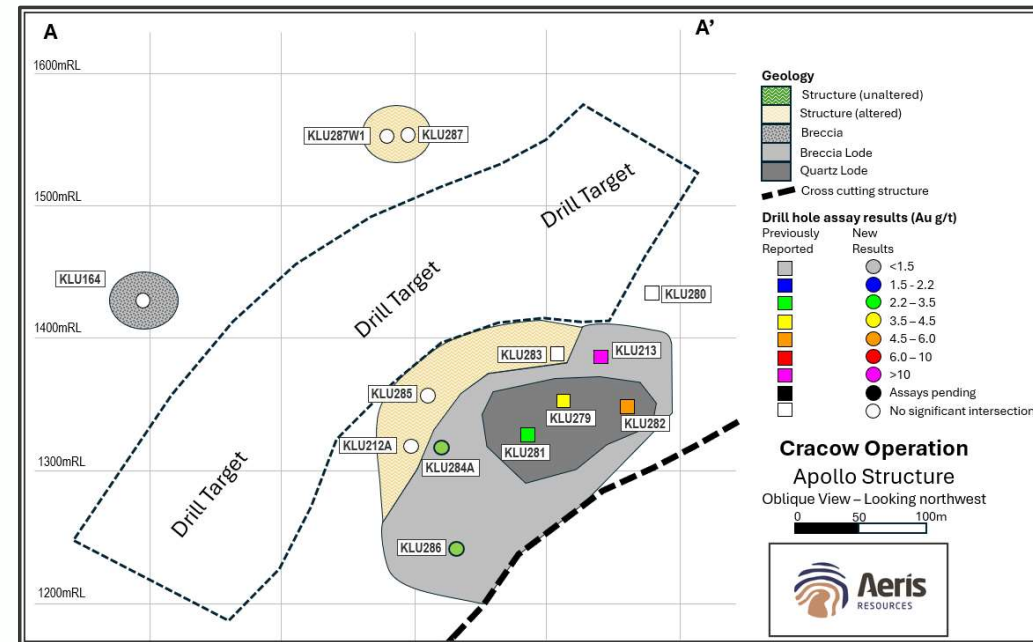 A
A’
1600mRL
1500mRL
1400mRL
1300mRL
1200mRL
KLU287W1
KLU287
KLU164
Drill Target
Drill Target
Drill Target
KLU280
KLU283
KLU213
KLU285
KLU279
KLU282
KLU212A
KLU281
KLU284A
KLU286
Geology
Structure (unaltered)
Structure (altered)
Breccia
Breccia Lode
Quartz Lode
Cross cutting structure
Drill hole assay results (Au g/t)
Previously New
Reported Results
<1.5
1.5 - 2.2
2.2 – 3.5
3.5 – 4.5
4.5 – 6.0
6.0 – 10
>10
Assays pending
No significant intersection
Cracow Operation
Apollo Structure
Oblique View – Looking northwest
0 50 100m
Aeris
RESOURCES